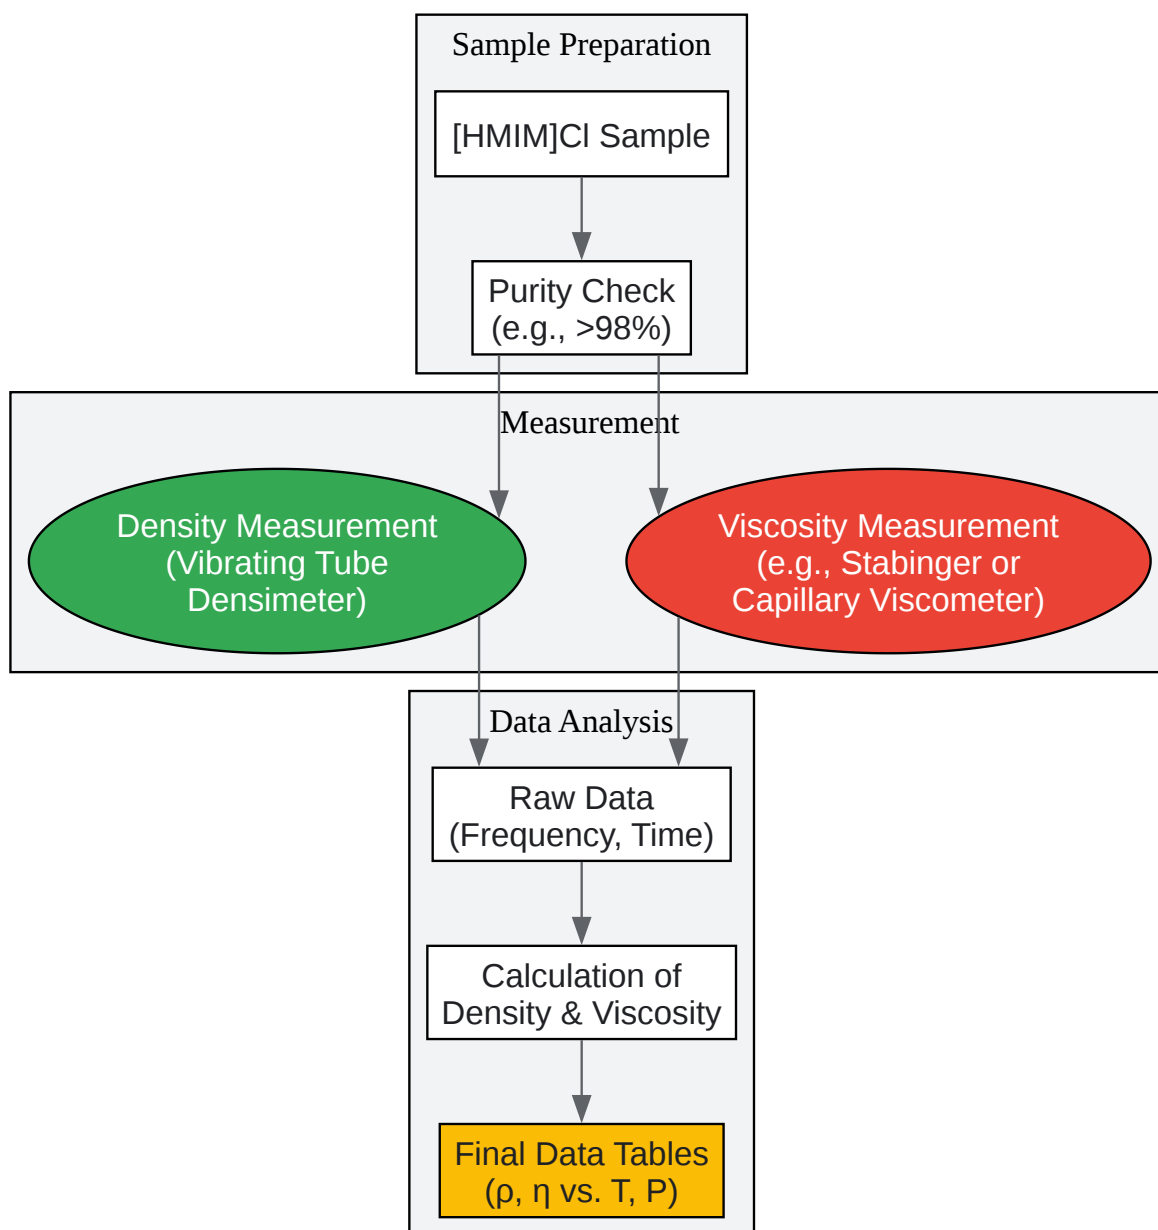 Sample Preparation
[HMIM]Cl Sample
Purity Check
(e.g., >98%)
Measurement
Density Measurement
(Vibrating Tube
Densimeter)
Viscosity Measurement
(e.g., Stabinger or
Capillary Viscometer)
Data Analysis
Raw Data
(Frequency, Time)
Calculation of
Density & Viscosity
Final Data Tables
(ρ, η vs. T, P)